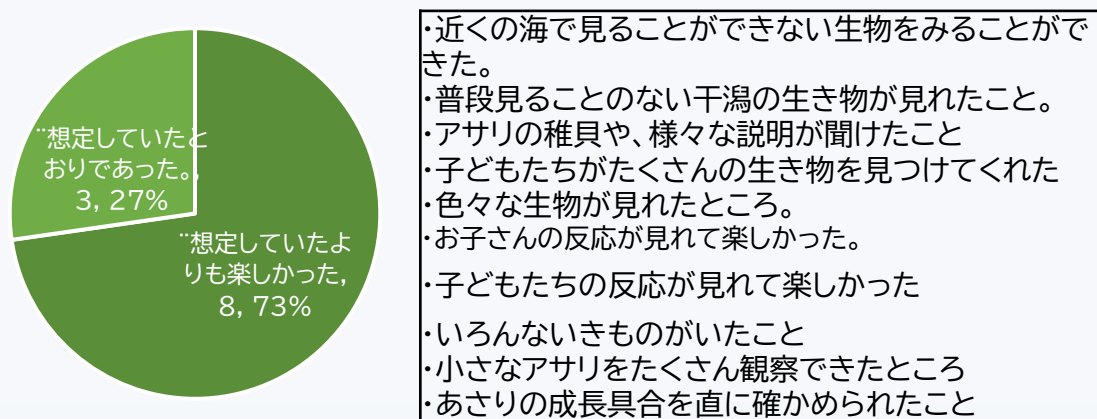 ¨想定していたと
おりであった。,
3, 27%
¨想定していたよ
りも楽しかった,
8, 73%
・近くの海で見ることができない生物をみることがで
きた。
・普段見ることのない干潟の生き物が見れたこと。
・アサリの稚貝や、様々な説明が聞けたこと
・子どもたちがたくさんの生き物を見つけてくれた
・色々な生物が見れたところ。
・お子さんの反応が見れて楽しかった。
・子どもたちの反応が見れて楽しかった
・いろんないきものがいたこと
・小さなアサリをたくさん観察できたところ
・あさりの成長具合を直に確かめられたこと